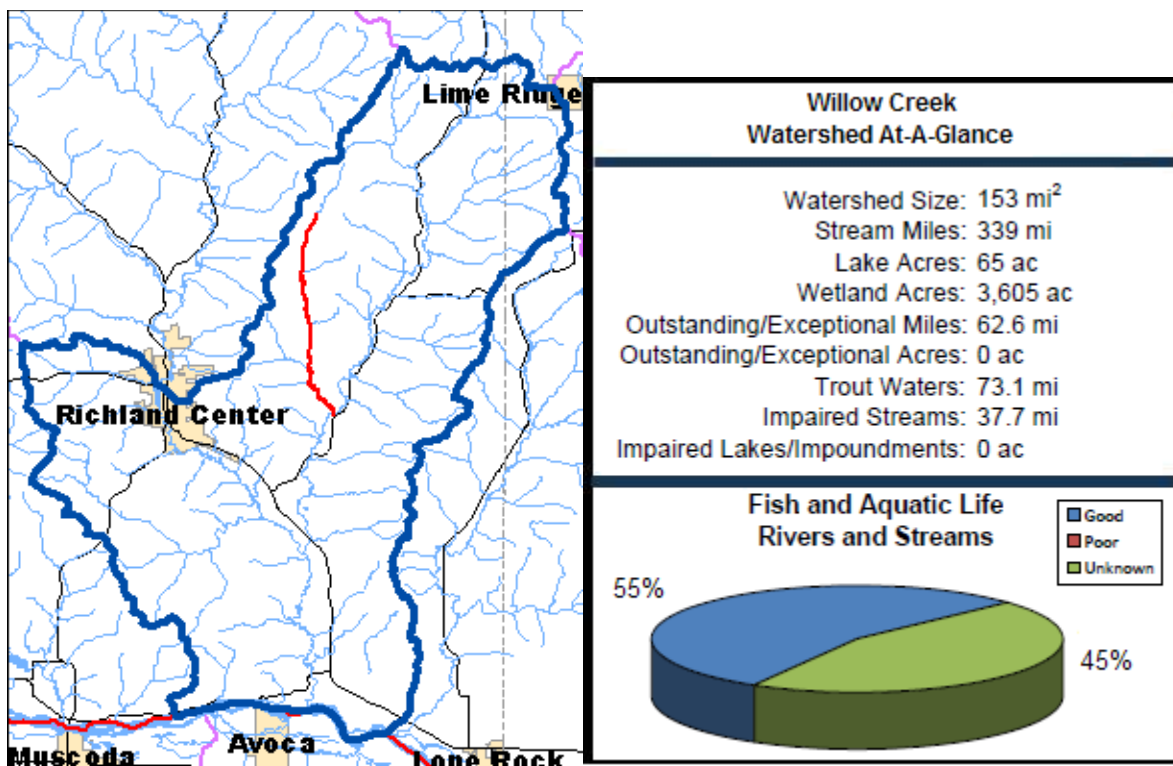 Lime Ridge
Richland Center
Muscoda
Avoca
Lone Rock
Willow Creek
Watershed At-A-Glance
Watershed Size: 153 mi²
Stream Miles: 339 mi
Lake Acres: 65 ac
Wetland Acres: 3,605 ac
Outstanding/Exceptional Miles: 62.6 mi
Outstanding/Exceptional Acres: 0 ac
Trout Waters: 73.1 mi
Impaired Streams: 37.7 mi
Impaired Lakes/Impoundments: 0 ac
Fish and Aquatic Life
Rivers and Streams
Good
Poor
Unknown
55%
45%